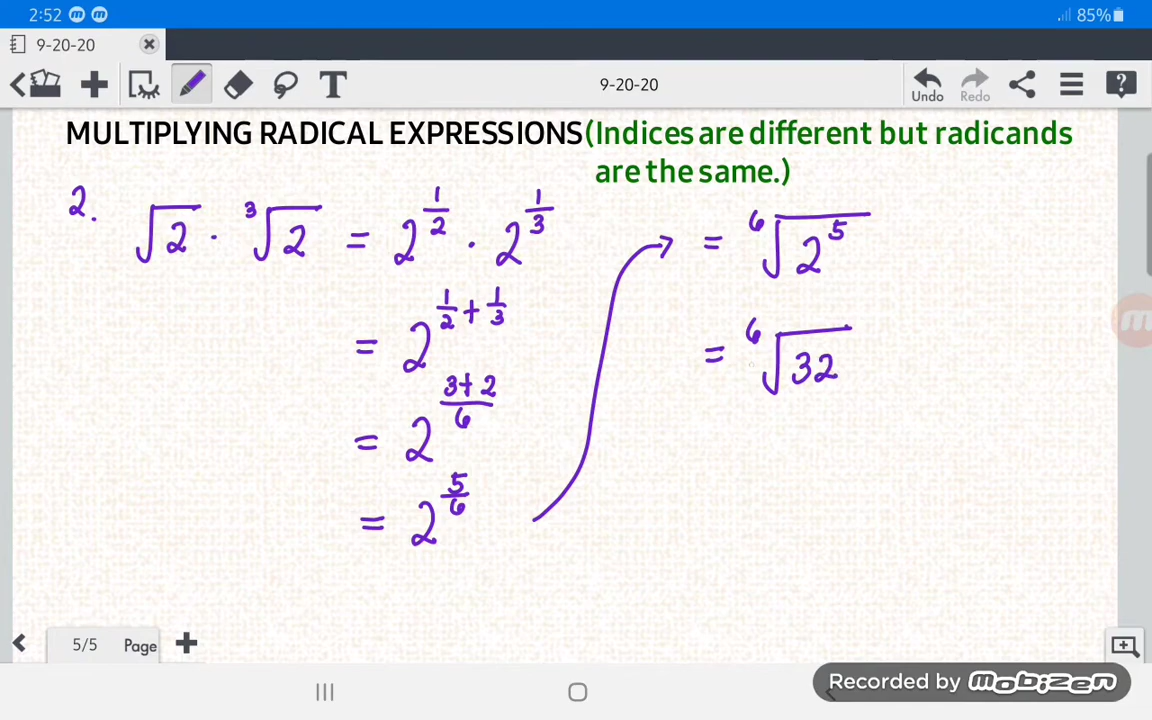 2:52 85%
9-20-20
T 9-20-20 Undo Redo
MULTIPLYING RADICAL EXPRESSIONS(Indices are different but radicands
are the same.)
2. √2 · ³√2 = 2^(1/2) · 2^(1/3)
= 2^(1/2 + 1/3)
= 2^((3+2)/6)
= 2^(5/6)
= ⁶√(2⁵)
= ⁶√32
5/5 Page
Recorded by mobizen